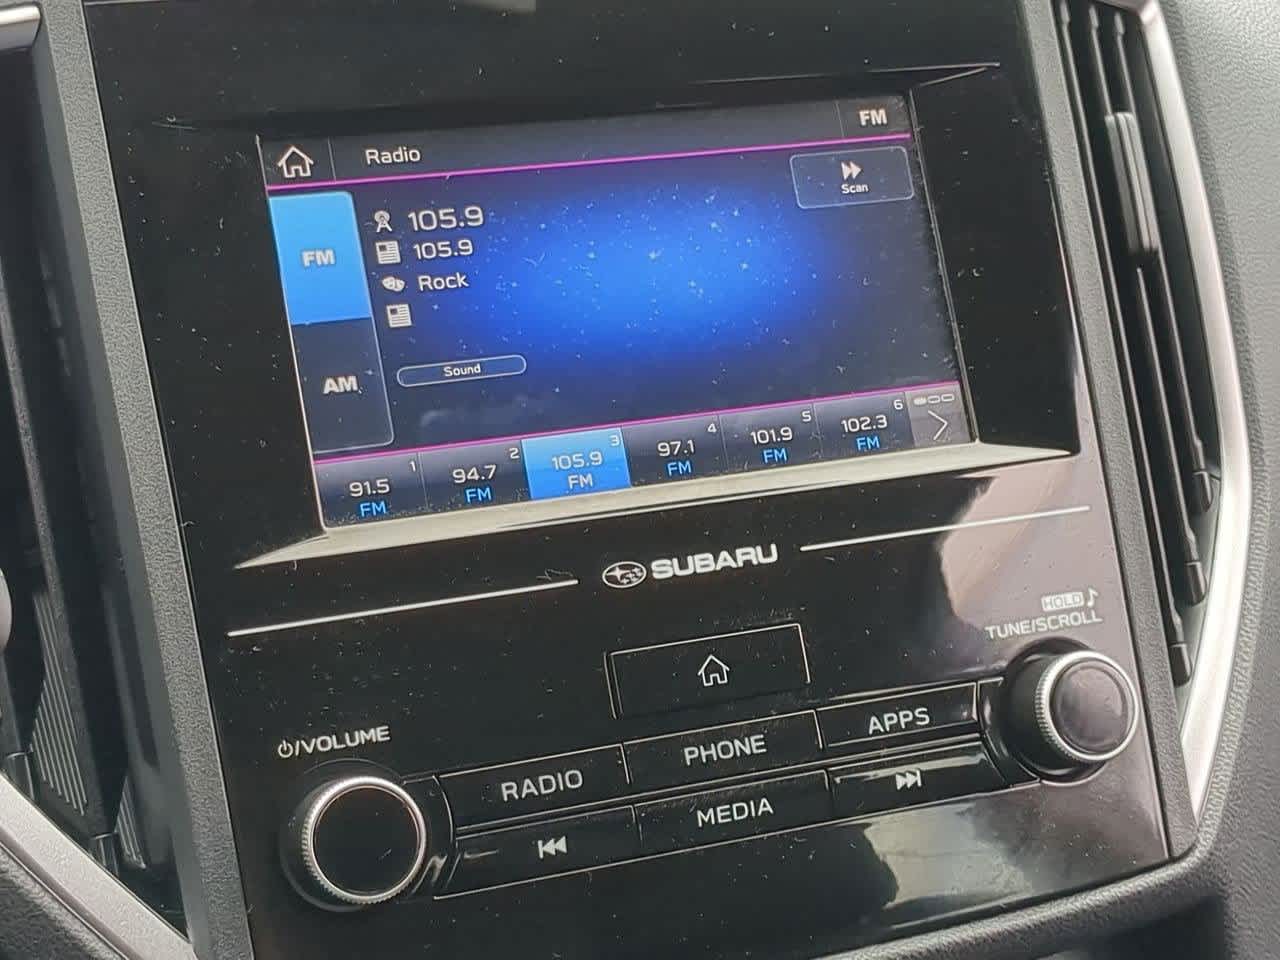 Radio
FM
Scan
FM
105.9
105.9
Rock
AM
Sound
1
91.5
FM
2
94.7
FM
3
105.9
FM
4
97.1
FM
5
101.9
FM
6
102.3
FM
SUBARU
HOLD
TUNE/SCROLL
/VOLUME
RADIO
PHONE
APPS
MEDIA